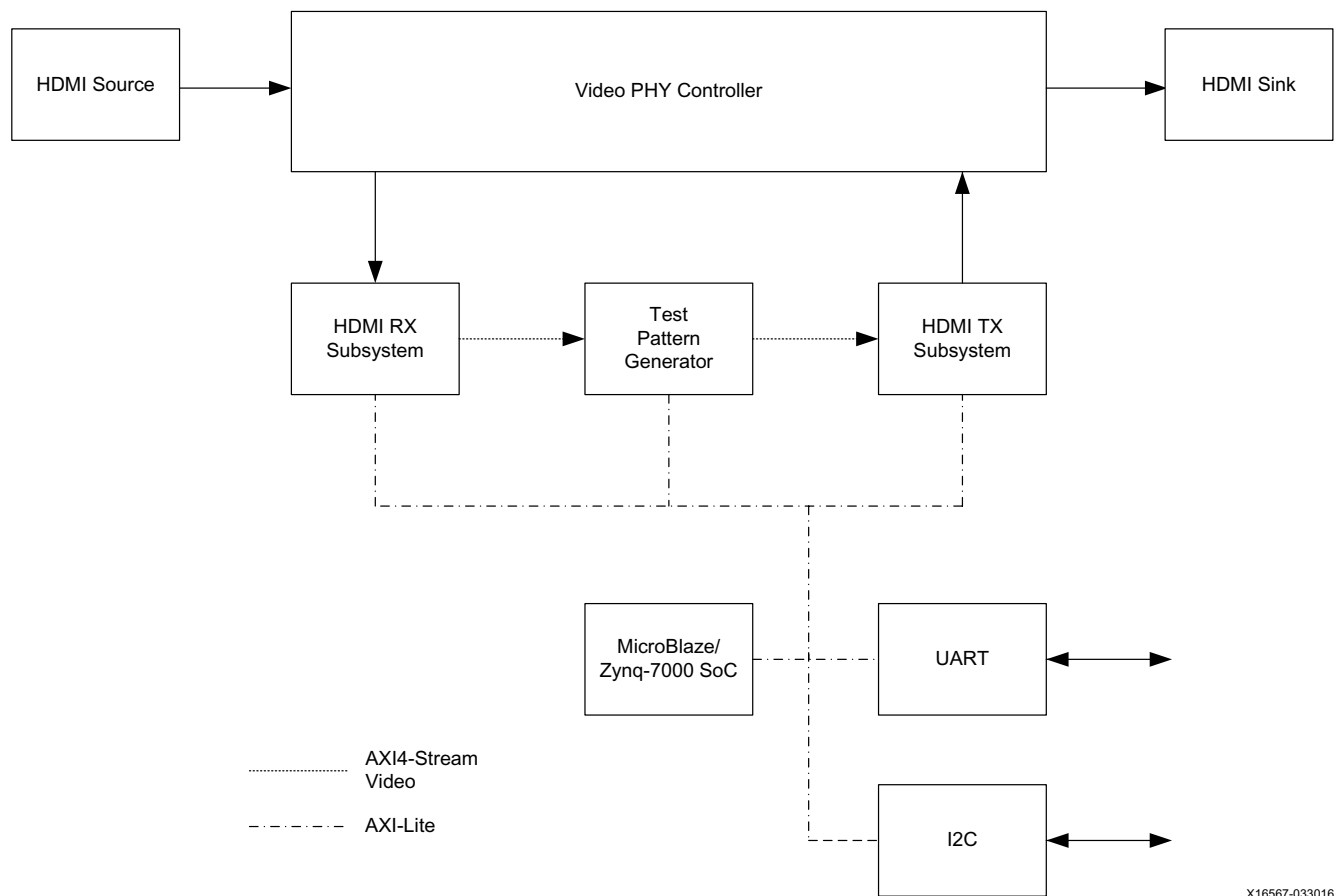 HDMI Source
Video PHY Controller
HDMI Sink
HDMI RX
Subsystem
Test
Pattern
Generator
HDMI TX
Subsystem
MicroBlaze/
Zynq-7000 SoC
UART
AXI4-Stream
Video
AXI-Lite
I2C
X16567-033016